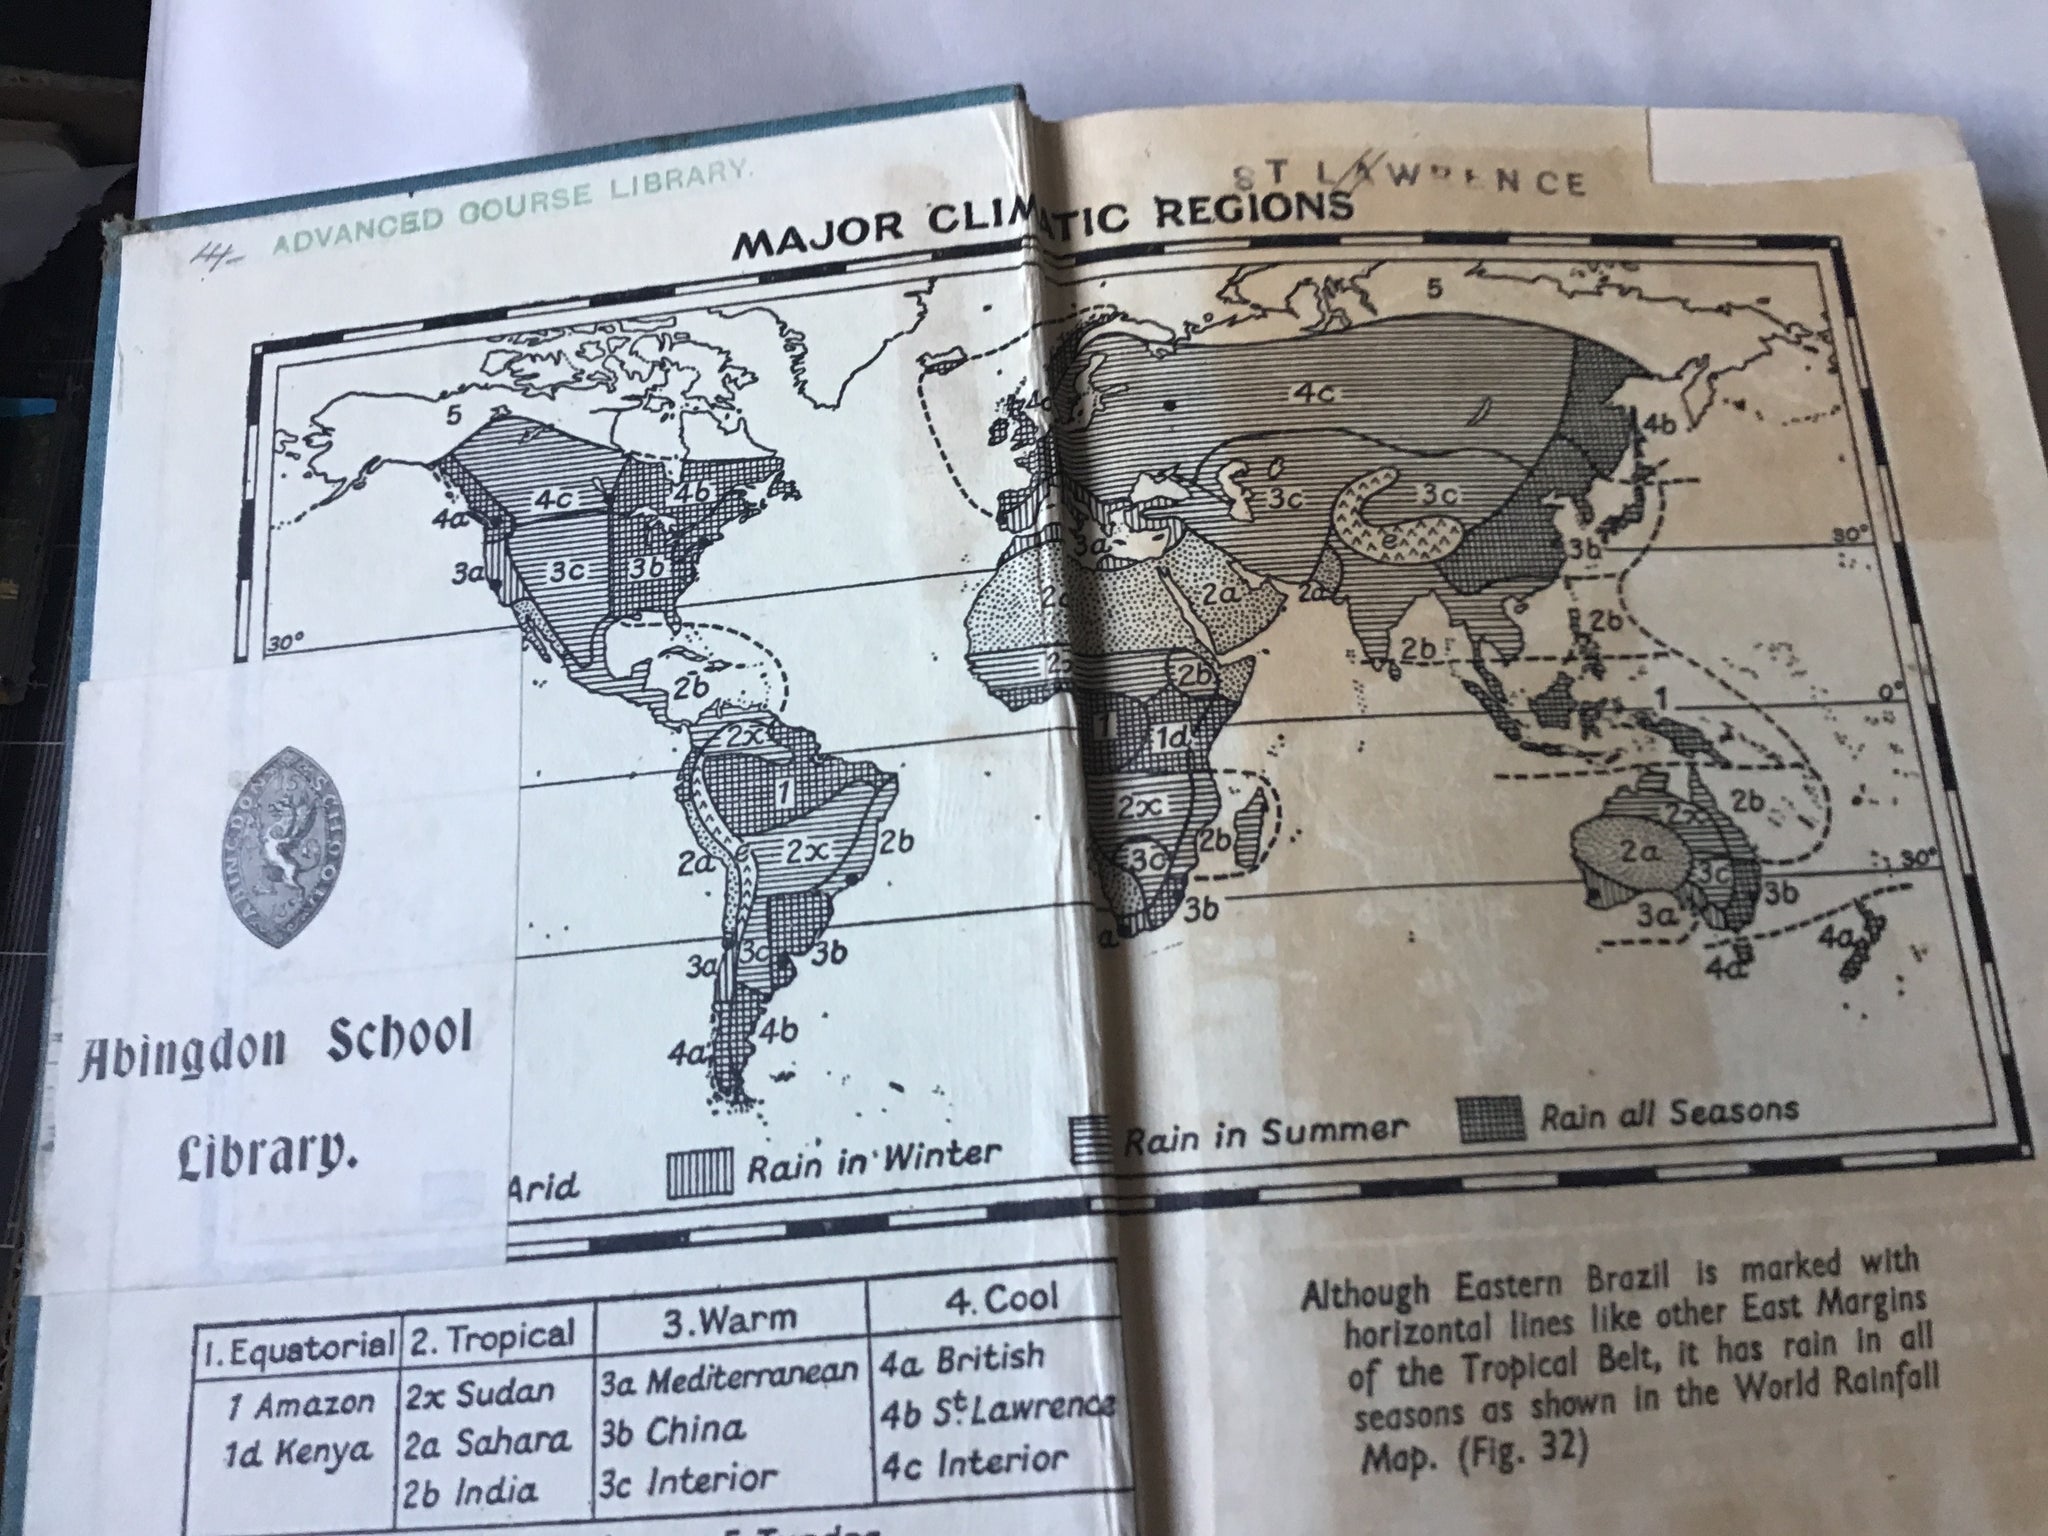 ADVANCED COURSE LIBRARY.
ST LAWRENCE
MAJOR CLIMATIC REGIONS
5
5
4c
4c
4b
4b
4c
4a
3c
3c
3a
3c
3b
3a
e
3b
30°
30°
2a
2a
2b
2b
2b
2b
2x
1
1d
1
0°
1
2x
2x
2b
2x
2b
2a
2b
3c
2a
3c
30°
3b
3b
3a
3a
3c
3b
4a
4a
4b
4a
ABINGDON SCHOOL
Abingdon School
Library.
Arid
Rain in Winter
Rain in Summer
Rain all Seasons
1. Equatorial 2. Tropical 3. Warm 4. Cool
1 Amazon 2x Sudan 3a Mediterranean 4a British
1d Kenya 2a Sahara 3b China 4b St. Lawrence
2b India 3c Interior 4c Interior
Although Eastern Brazil is marked with
horizontal lines like other East Margins
of the Tropical Belt, it has rain in all
seasons as shown in the World Rainfall
Map. (Fig. 32)